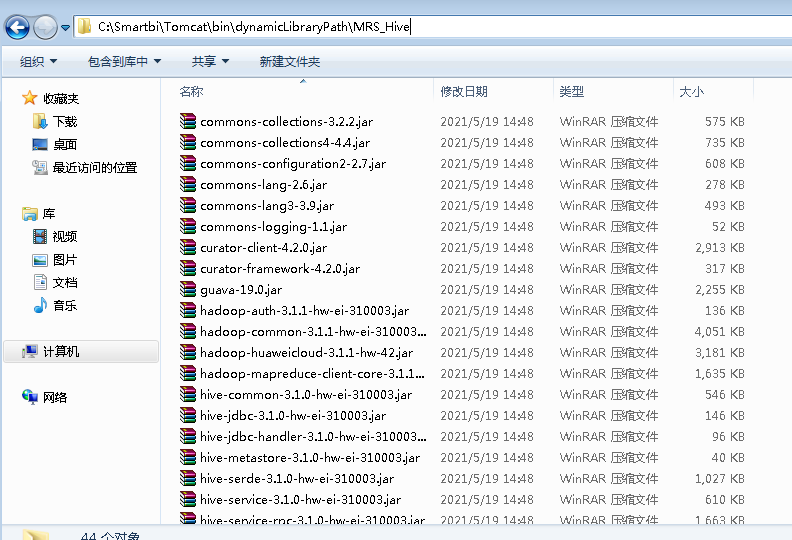 C:\Smartbi\Tomcat\bin\dynamicLibraryPath\MRS_Hive
组织 包含到库中 共享 新建文件夹
收藏夹
下载
桌面
最近访问的位置
库
视频
图片
文档
音乐
计算机
网络
名称 修改日期 类型 大小
commons-collections-3.2.2.jar 2021/5/19 14:48 WinRAR 压缩文件 575 KB
commons-collections4-4.4.jar 2021/5/19 14:48 WinRAR 压缩文件 735 KB
commons-configuration2-2.7.jar 2021/5/19 14:48 WinRAR 压缩文件 608 KB
commons-lang-2.6.jar 2021/5/19 14:48 WinRAR 压缩文件 278 KB
commons-lang3-3.9.jar 2021/5/19 14:48 WinRAR 压缩文件 493 KB
commons-logging-1.1.jar 2021/5/19 14:48 WinRAR 压缩文件 52 KB
curator-client-4.2.0.jar 2021/5/19 14:48 WinRAR 压缩文件 2,913 KB
curator-framework-4.2.0.jar 2021/5/19 14:48 WinRAR 压缩文件 317 KB
guava-19.0.jar 2021/5/19 14:48 WinRAR 压缩文件 2,255 KB
hadoop-auth-3.1.1-hw-ei-310003.jar 2021/5/19 14:48 WinRAR 压缩文件 136 KB
hadoop-common-3.1.1-hw-ei-310003... 2021/5/19 14:48 WinRAR 压缩文件 4,051 KB
hadoop-huaweicloud-3.1.1-hw-42.jar 2021/5/19 14:48 WinRAR 压缩文件 3,181 KB
hadoop-mapreduce-client-core-3.1.1... 2021/5/19 14:48 WinRAR 压缩文件 1,635 KB
hive-common-3.1.0-hw-ei-310003.jar 2021/5/19 14:48 WinRAR 压缩文件 546 KB
hive-jdbc-3.1.0-hw-ei-310003.jar 2021/5/19 14:48 WinRAR 压缩文件 146 KB
hive-jdbc-handler-3.1.0-hw-ei-310003... 2021/5/19 14:48 WinRAR 压缩文件 96 KB
hive-metastore-3.1.0-hw-ei-310003.jar 2021/5/19 14:48 WinRAR 压缩文件 40 KB
hive-serde-3.1.0-hw-ei-310003.jar 2021/5/19 14:48 WinRAR 压缩文件 1,027 KB
hive-service-3.1.0-hw-ei-310003.jar 2021/5/19 14:48 WinRAR 压缩文件 610 KB
hive-service-rpc-3.1.0-hw-ei-310003.jar 2021/5/19 14:48 WinRAR 压缩文件 1,663 KB
44 个对象